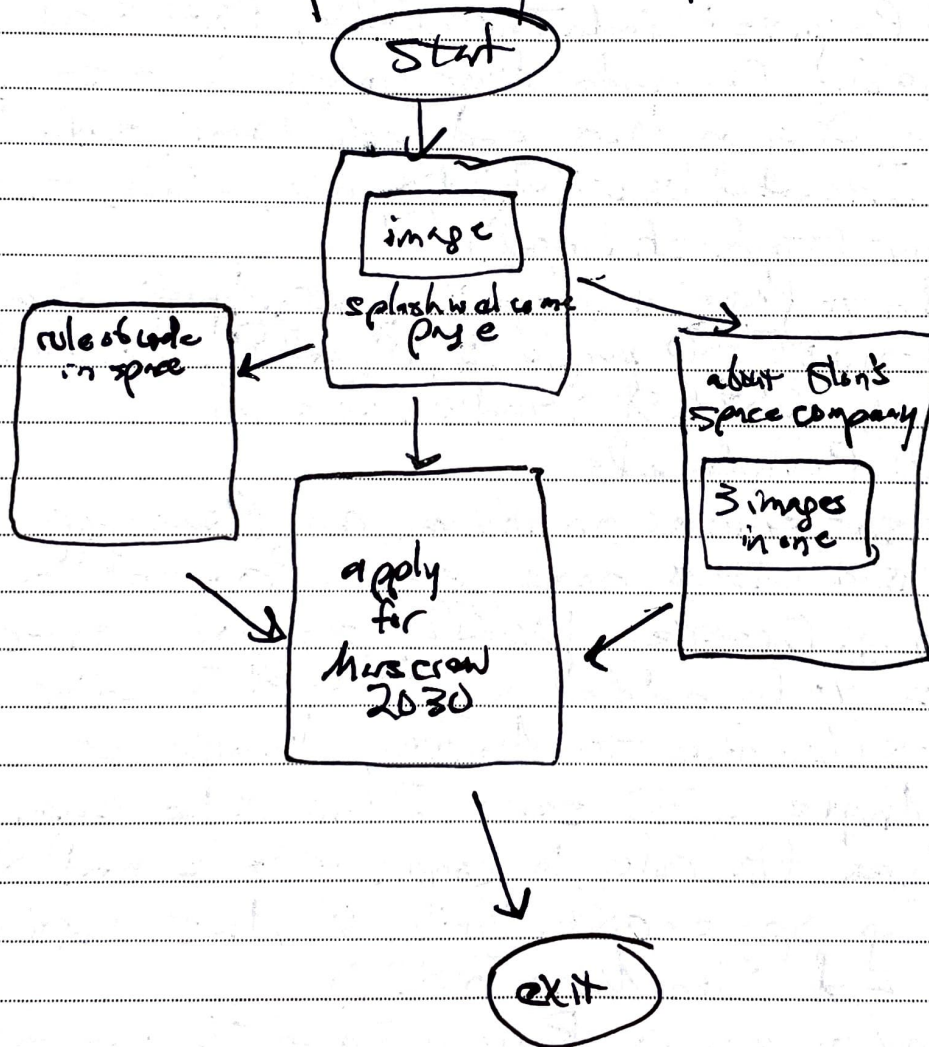 start
image
splash welcome
page
rule of code
in space
about Elon's
space company
3 images
in one
apply
for
Mars crew
2030
exit